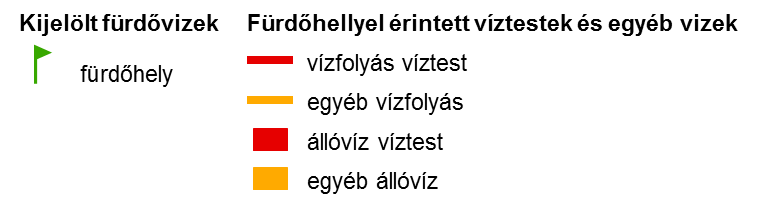 Kijelölt fürdővizek
fürdőhely
Fürdőhellyel érintett víztestek és egyéb vizek
vízfolyás víztest
egyéb vízfolyás
állóvíz víztest
egyéb állóvíz